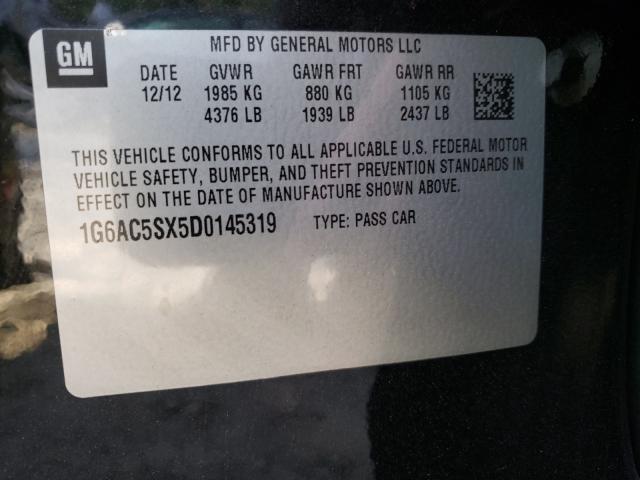 GM
MFD BY GENERAL MOTORS LLC
DATE GVWR GAWR FRT GAWR RR
12/12 1985 KG 880 KG 1105 KG
4376 LB 1939 LB 2437 LB
THIS VEHICLE CONFORMS TO ALL APPLICABLE U.S. FEDERAL MOTOR
VEHICLE SAFETY, BUMPER, AND THEFT PREVENTION STANDARDS IN
EFFECT ON THE DATE OF MANUFACTURE SHOWN ABOVE.
1G6AC5SX5D0145319 TYPE: PASS CAR